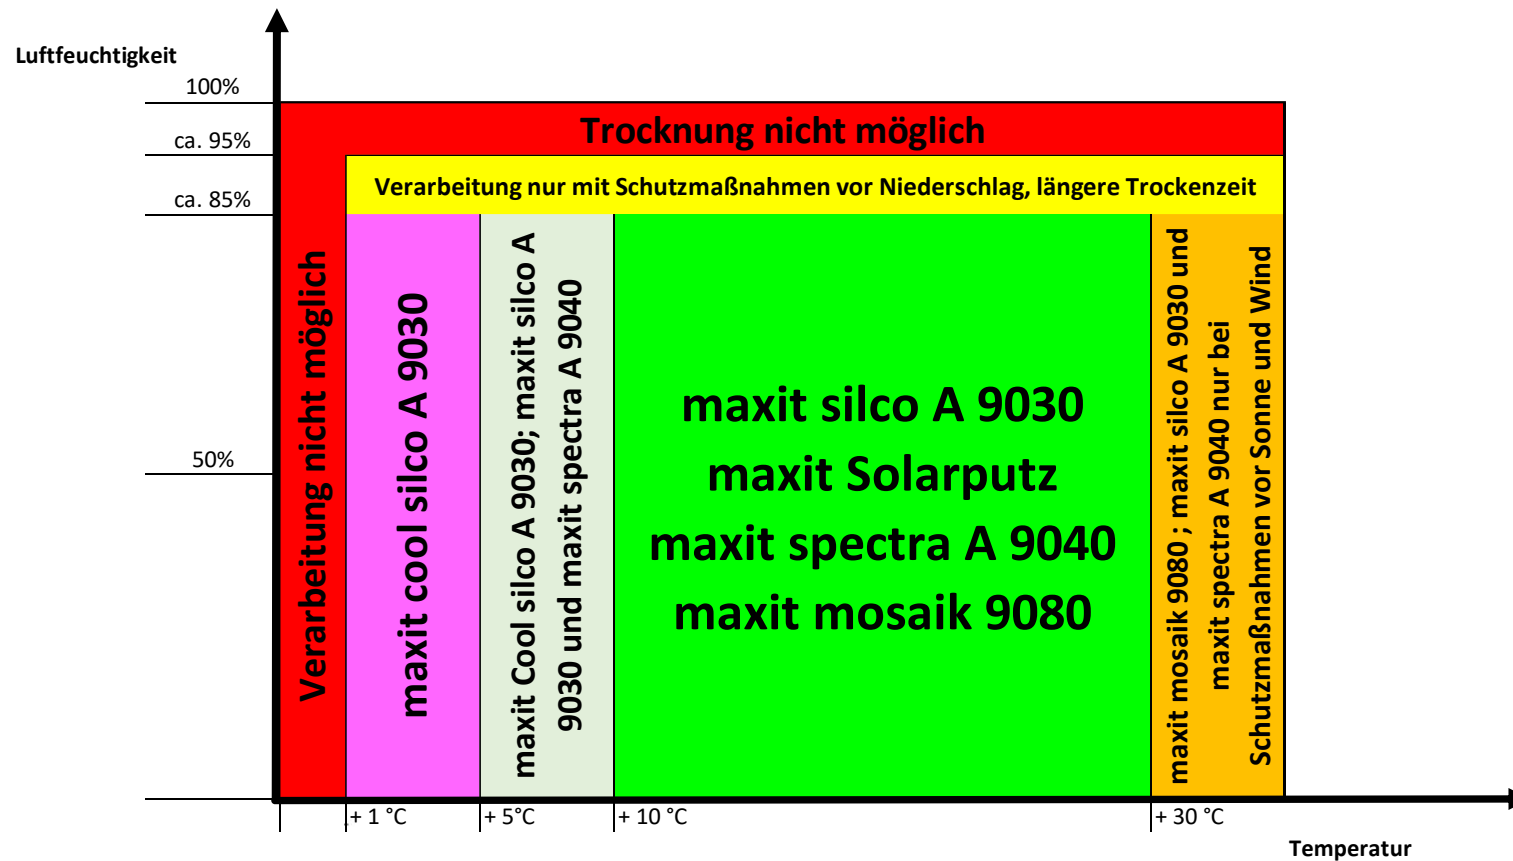 Luftfeuchtigkeit
100%
ca. 95%
ca. 85%
50%
Trocknung nicht möglich
Verarbeitung nur mit Schutzmaßnahmen vor Niederschlag, längere Trockenzeit
Verarbeitung nicht möglich
maxit cool silco A 9030
maxit Cool silco A 9030; maxit silco A
9030 und maxit spectra A 9040
maxit silco A 9030
maxit Solarputz
maxit spectra A 9040
maxit mosaik 9080
maxit mosaik 9080 ; maxit silco A 9030 und
maxit spectra A 9040 nur bei
Schutzmaßnahmen vor Sonne und Wind
+ 1 °C
+ 5°C
+ 10 °C
+ 30 °C
Temperatur